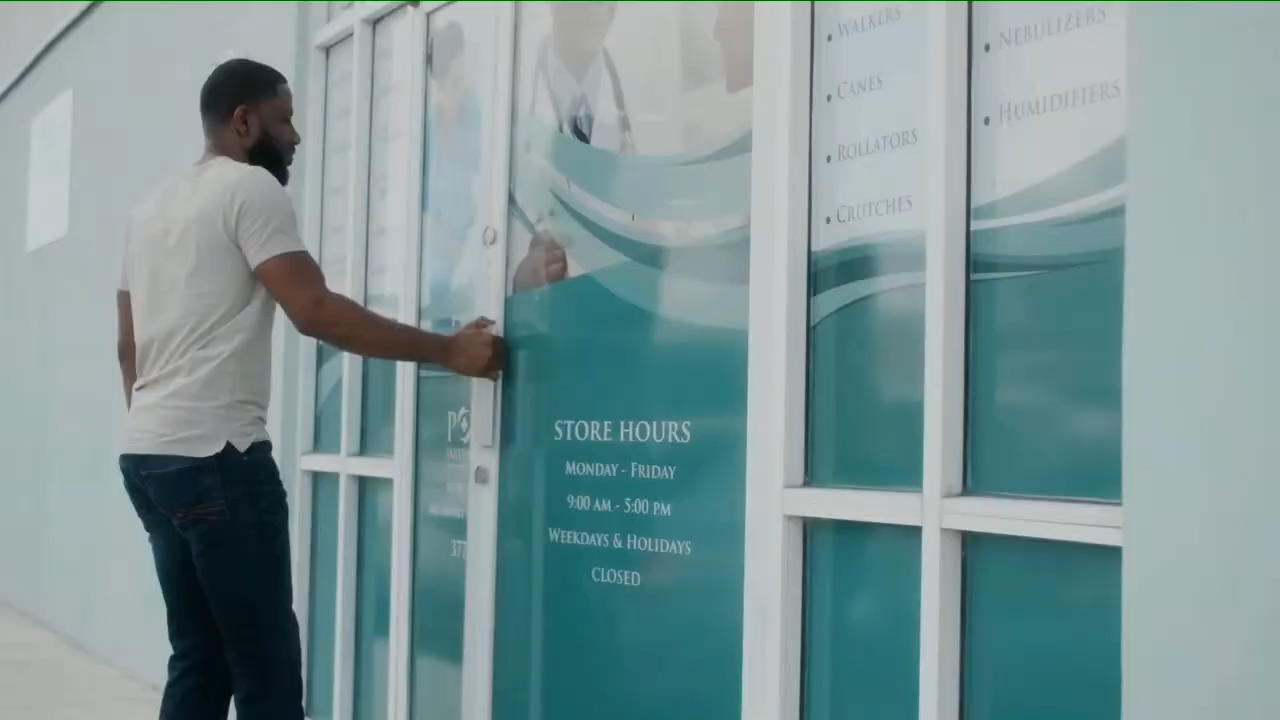 • WALKERS
• CANES
• ROLLATORS
• CRUTCHES
• NEBULIZERS
• HUMIDIFIERS
STORE HOURS
MONDAY - FRIDAY
9:00 AM - 5:00 PM
WEEKDAYS & HOLIDAYS
CLOSED
377